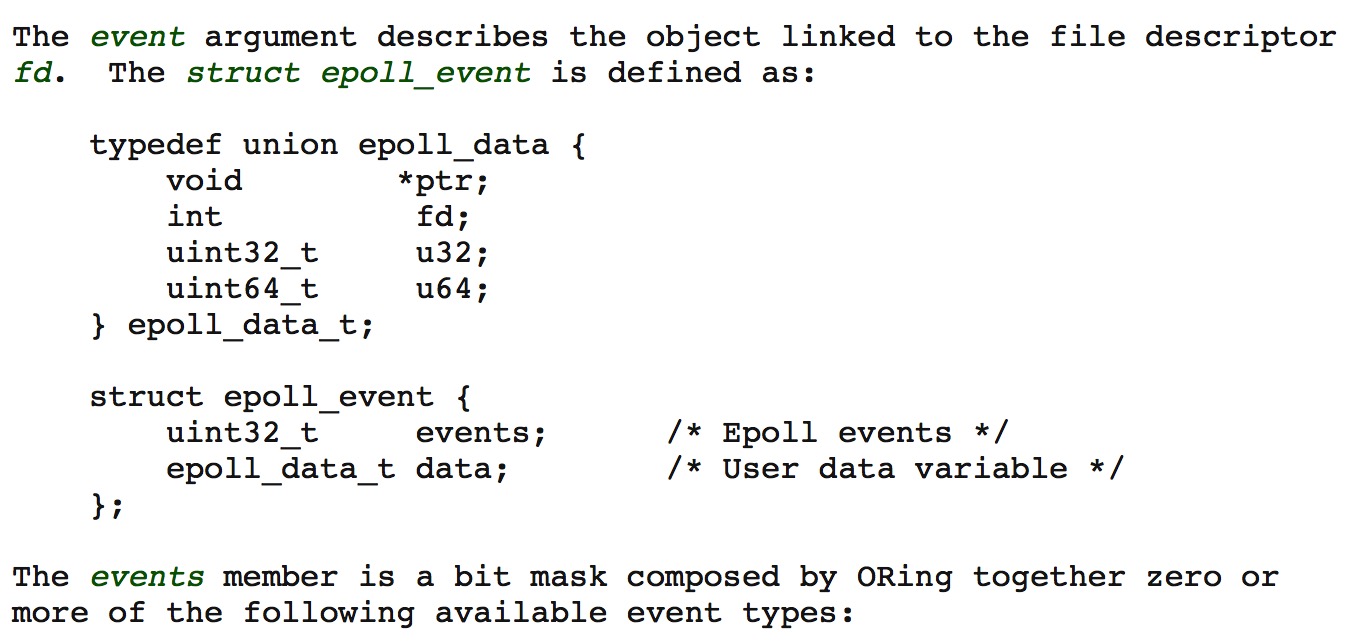 The event argument describes the object linked to the file descriptor
fd.  The struct epoll_event is defined as:

    typedef union epoll_data {
        void        *ptr;
        int          fd;
        uint32_t     u32;
        uint64_t     u64;
    } epoll_data_t;

    struct epoll_event {
        uint32_t     events;      /* Epoll events */
        epoll_data_t data;        /* User data variable */
    };

The events member is a bit mask composed by ORing together zero or
more of the following available event types: